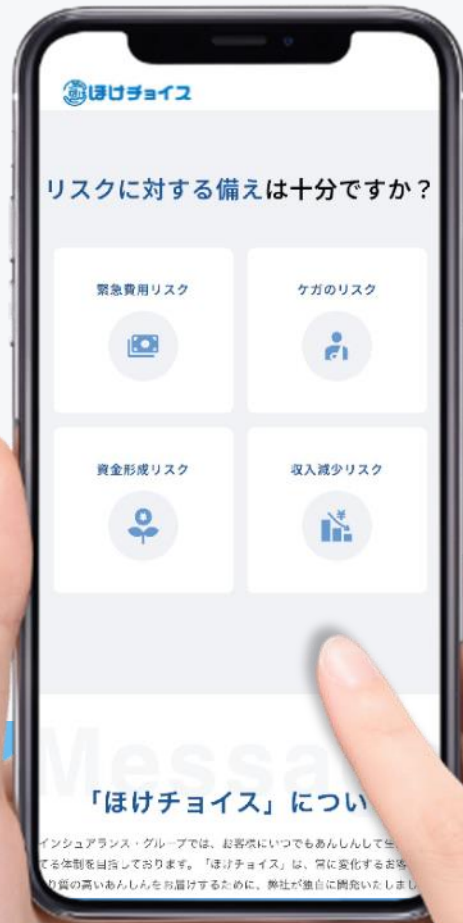 ほけチョイス
リスクに対する備えは十分ですか？
緊急費用リスク
ケガのリスク
資金形成リスク
収入減少リスク
Messa
「ほけチョイス」につい
インシュアランス・グループでは、お客様にいつでもあんしんして生
てる体制を目指しております。「ほけチョイス」は、常に変化するお客
り質の高いあんしんをお届けするために、弊社が独自に開発いたしまし